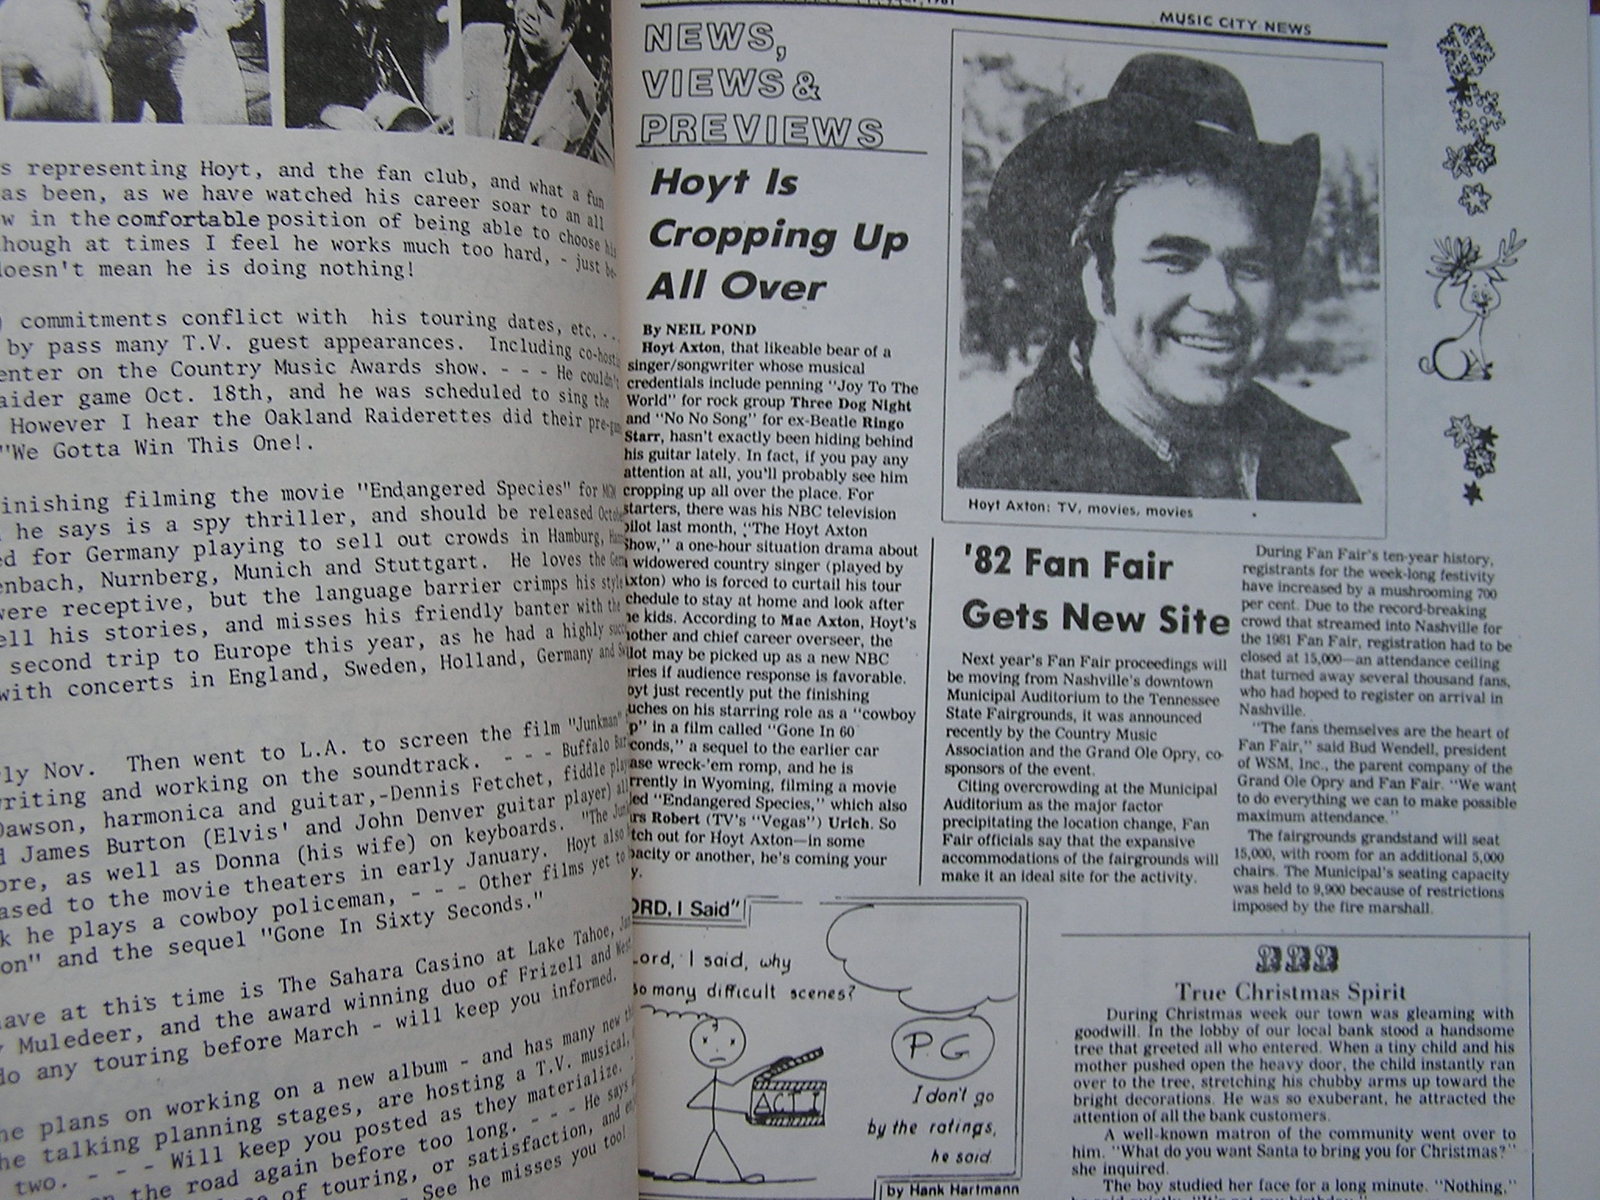 s representing Hoyt, and the fan club, and what a fun
as been, as we have watched his career soar to an all
w in the comfortable position of being able to choose his
hough at times I feel he works much too hard, - just be-
doesn't mean he is doing nothing!
) commitments conflict with his touring dates, etc. ...
by pass many T.V. guest appearances. Including co-hosti
enter on the Country Music Awards show. - - - He couldn't
aider game Oct. 18th, and he was scheduled to sing the
However I hear the Oakland Raiderettes did their pre-gam
"We Gotta Win This One!.
inishing filming the movie "Endangered Species" for MGM
he says is a spy thriller, and should be released October
ed for Germany playing to sell out crowds in Hamburg,
enbach, Nurnberg, Munich and Stuttgart. He loves the Germa
were receptive, but the language barrier crimps his style
ell his stories, and misses his friendly banter with the
second trip to Europe this year, as he had a highly succe
with concerts in England, Sweden, Holland, Germany and
ly Nov. Then went to L.A. to screen the film "Junkman"
writing and working on the soundtrack. - - - Buffalo
Dawson, harmonica and guitar,-Dennis Fetchet, fiddle play
d James Burton (Elvis' and John Denver guitar player) all
ore, as well as Donna (his wife) on keyboards. "The Junk
ased to the movie theaters in early January. Hoyt also
k he plays a cowboy policeman, - - - Other films yet to
on" and the sequel "Gone In Sixty Seconds."
ave at this time is The Sahara Casino at Lake Tahoe, Jan
y Muledeer, and the award winning duo of Frizell and West
do any touring before March - will keep you informed.
he plans on working on a new album - and has many new
he talking planning stages, are hosting a T.V. musical,
two. - - - Will keep you posted as they materialize.
on the road again before too long. - - - He says
of touring, or satisfaction, and
See he misses you too!
1981
MUSIC CITY NEWS
NEWS,
VIEWS &
PREVIEWS
Hoyt Is
Cropping Up
All Over
By NEIL POND
Hoyt Axton, that likeable bear of a
singer/songwriter whose musical
credentials include penning "Joy To The
World" for rock group Three Dog Night
and "No No Song" for ex-Beatle Ringo
Starr, hasn't exactly been hiding behind
his guitar lately. In fact, if you pay any
attention at all, you'll probably see him
cropping up all over the place. For
starters, there was his NBC television
pilot last month, "The Hoyt Axton
Show," a one-hour situation drama about
a widowered country singer (played by
Axton) who is forced to curtail his tour
chedule to stay at home and look after
he kids. According to Mae Axton, Hoyt's
nother and chief career overseer, the
ilot may be picked up as a new NBC
eries if audience response is favorable.
oyt just recently put the finishing
uches on his starring role as a "cowboy
p" in a film called "Gone In 60
conds," a sequel to the earlier car
ase wreck-'em romp, and he is
rrently in Wyoming, filming a movie
led "Endangered Species," which also
rs Robert (TV's "Vegas") Urich. So
tch out for Hoyt Axton—in some
pacity or another, he's coming your
y.
Hoyt Axton: TV, movies, movies
'82 Fan Fair
Gets New Site
Next year's Fan Fair proceedings will
be moving from Nashville's downtown
Municipal Auditorium to the Tennessee
State Fairgrounds, it was announced
recently by the Country Music
Association and the Grand Ole Opry, co-
sponsors of the event.
Citing overcrowding at the Municipal
Auditorium as the major factor
precipitating the location change, Fan
Fair officials say that the expansive
accommodations of the fairgrounds will
make it an ideal site for the activity.
During Fan Fair's ten-year history,
registrants for the week-long festivity
have increased by a mushrooming 700
per cent. Due to the record-breaking
crowd that streamed into Nashville for
the 1981 Fan Fair, registration had to be
closed at 15,000—an attendance ceiling
that turned away several thousand fans,
who had hoped to register on arrival in
Nashville.
"The fans themselves are the heart of
Fan Fair," said Bud Wendell, president
of WSM, Inc., the parent company of the
Grand Ole Opry and Fan Fair. "We want
to do everything we can to make possible
maximum attendance."
The fairgrounds grandstand will seat
15,000, with room for an additional 5,000
chairs. The Municipal's seating capacity
was held to 9,900 because of restrictions
imposed by the fire marshall.
ORD, I Said"
Lord, I said, why
so many difficult scenes?
ACT I
P.G
I don't go
by the ratings,
he said.
by Hank Hartmann
True Christmas Spirit
During Christmas week our town was gleaming with
goodwill. In the lobby of our local bank stood a handsome
tree that greeted all who entered. When a tiny child and his
mother pushed open the heavy door, the child instantly ran
over to the tree, stretching his chubby arms up toward the
bright decorations. He was so exuberant, he attracted the
attention of all the bank customers.
A well-known matron of the community went over to
him. "What do you want Santa to bring you for Christmas?"
she inquired.
The boy studied her face for a long minute. "Nothing,"